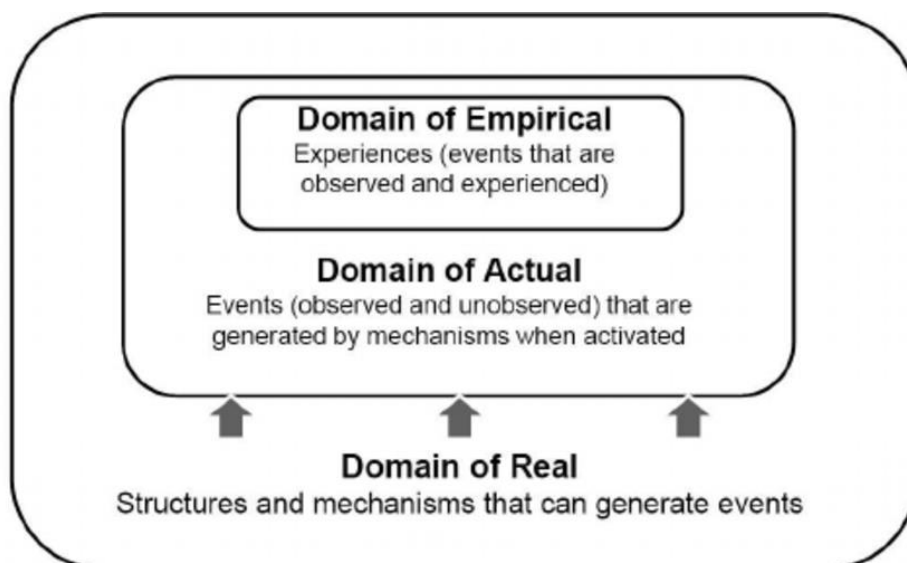 Domain of Empirical
Experiences (events that are
observed and experienced)
Domain of Actual
Events (observed and unobserved) that are
generated by mechanisms when activated
Domain of Real
Structures and mechanisms that can generate events